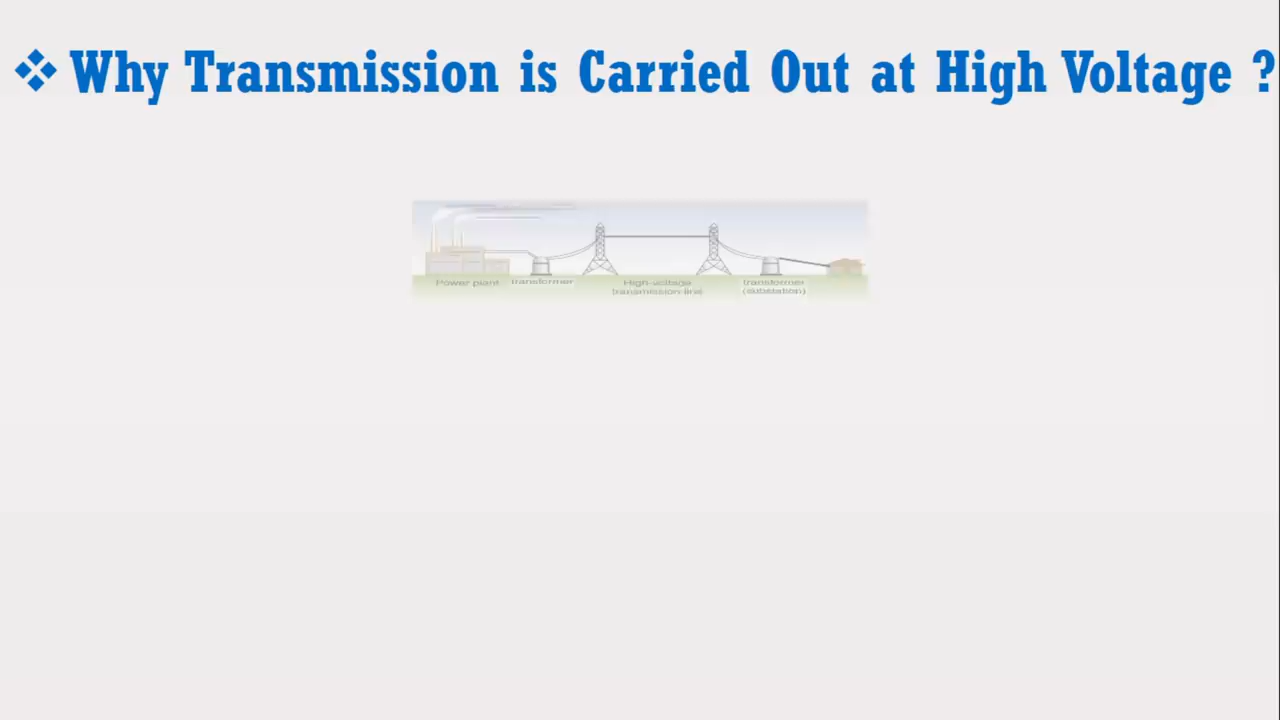 Why Transmission is Carried Out at High Voltage ?
Power plant transformer High-voltage transformer
transmission line (substation)